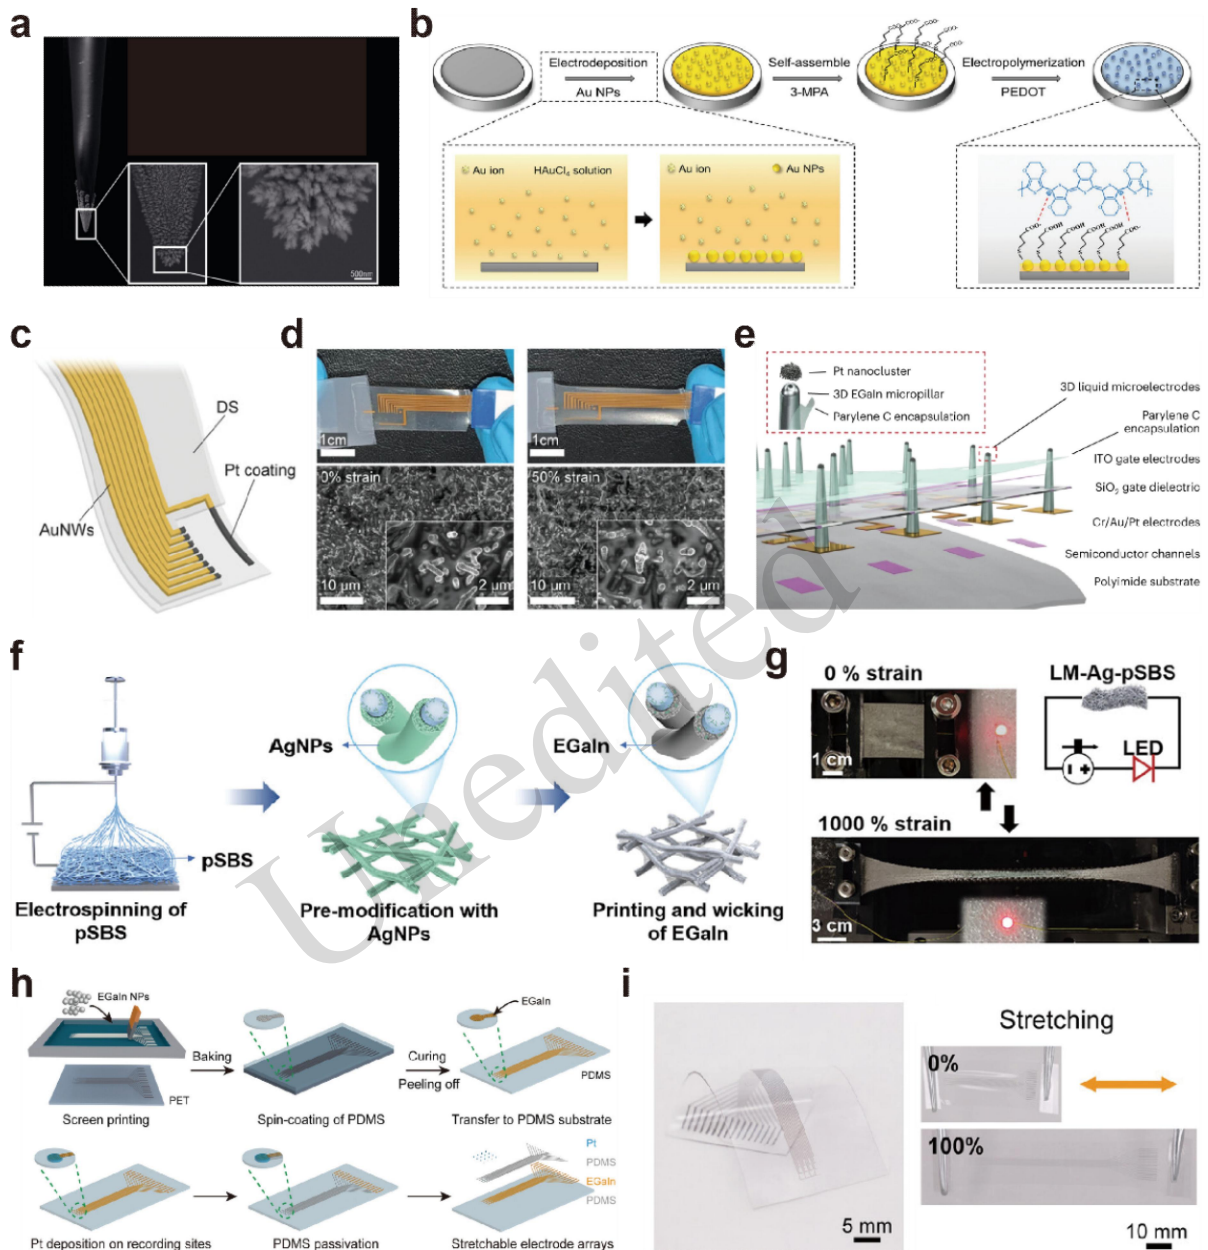 a
500nm
b
Electrodeposition
Au NPs
Self-assemble
3-MPA
Electropolymerization
PEDOT
Au ion
HAuCl₄ solution
Au ion
Au NPs
c
DS
Pt coating
AuNWs
d
1cm
1cm
0% strain
50% strain
10 μm
2 μm
10 μm
2 μm
e
Pt nanocluster
3D EGaIn micropillar
Parylene C encapsulation
3D liquid microelectrodes
Parylene C
encapsulation
ITO gate electrodes
SiO₂ gate dielectric
Cr/Au/Pt electrodes
Semiconductor channels
Polyimide substrate
f
pSBS
Electrospinning of
pSBS
AgNPs
Pre-modification with
AgNPs
EGaIn
Printing and wicking
of EGaIn
g
0 % strain
1 cm
LM-Ag-pSBS
LED
1000 % strain
3 cm
h
EGaIn NPs
PET
Screen printing
Baking
Spin-coating of PDMS
Curing
Peeling off
EGaIn
PDMS
Transfer to PDMS substrate
Pt deposition on recording sites
PDMS passivation
Pt
PDMS
EGaIn
PDMS
Stretchable electrode arrays
i
5 mm
Stretching
0%
100%
10 mm
Unedited